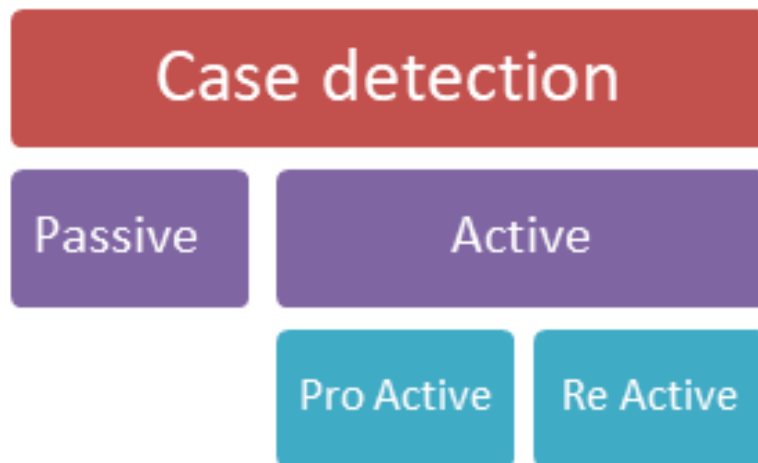 Case detection
Passive
Active
Pro Active
Re Active